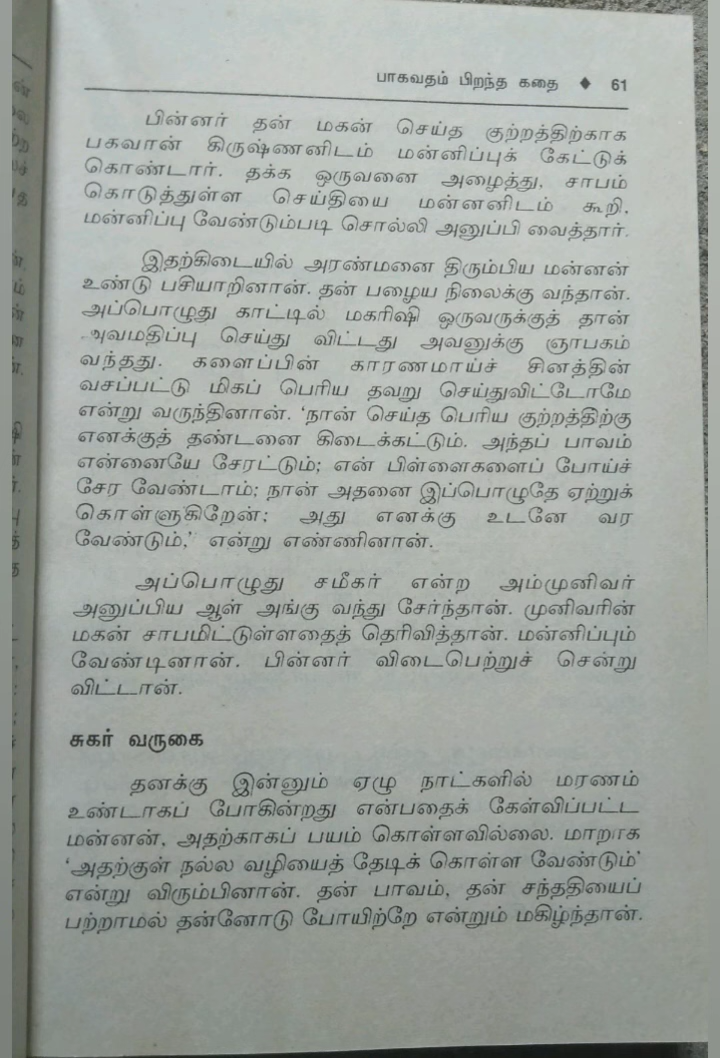 பாகவதம் பிறந்த கதை ◆ 61
பின்னர் தன் மகன் செய்த குற்றத்திற்காக
பகவான் கிருஷ்ணனிடம் மன்னிப்புக் கேட்டுக்
கொண்டார். தக்க ஒருவனை அழைத்து, சாபம்
கொடுத்துள்ள செய்தியை மன்னனிடம் கூறி,
மன்னிப்பு வேண்டும்படி சொல்லி அனுப்பி வைத்தார்.
இதற்கிடையில் அரண்மனை திரும்பிய மன்னன்
உண்டு பசியாறினான். தன் பழைய நிலைக்கு வந்தான்.
அப்பொழுது காட்டில் மகரிஷி ஒருவருக்குத் தான்
அவமதிப்பு செய்து விட்டது அவனுக்கு ஞாபகம்
வந்தது. களைப்பின் காரணமாய்ச் சினத்தின்
வசப்பட்டு மிகப் பெரிய தவறு செய்துவிட்டோமே
என்று வருந்தினான். ‘நான் செய்த பெரிய குற்றத்திற்கு
எனக்குத் தண்டனை கிடைக்கட்டும். அந்தப் பாவம்
என்னையே சேரட்டும்; என் பிள்ளைகளைப் போய்ச்
சேர வேண்டாம்; நான் அதனை இப்பொழுதே ஏற்றுக்
கொள்ளுகிறேன்; அது எனக்கு உடனே வர
வேண்டும்,’ என்று எண்ணினான்.
அப்பொழுது சமீகர் என்ற அம்முனிவர்
அனுப்பிய ஆள் அங்கு வந்து சேர்ந்தான். முனிவரின்
மகன் சாபமிட்டுள்ளதைத் தெரிவித்தான். மன்னிப்பும்
வேண்டினான். பின்னர் விடைபெற்றுச் சென்று
விட்டான்.
சுகர் வருகை
தனக்கு இன்னும் ஏழு நாட்களில் மரணம்
உண்டாகப் போகின்றது என்பதைக் கேள்விப்பட்ட
மன்னன், அதற்காகப் பயம் கொள்ளவில்லை. மாறாக
‘அதற்குள் நல்ல வழியைத் தேடிக் கொள்ள வேண்டும்’
என்று விரும்பினான். தன் பாவம், தன் சந்ததியைப்
பற்றாமல் தன்னோடு போயிற்றே என்றும் மகிழ்ந்தான்.